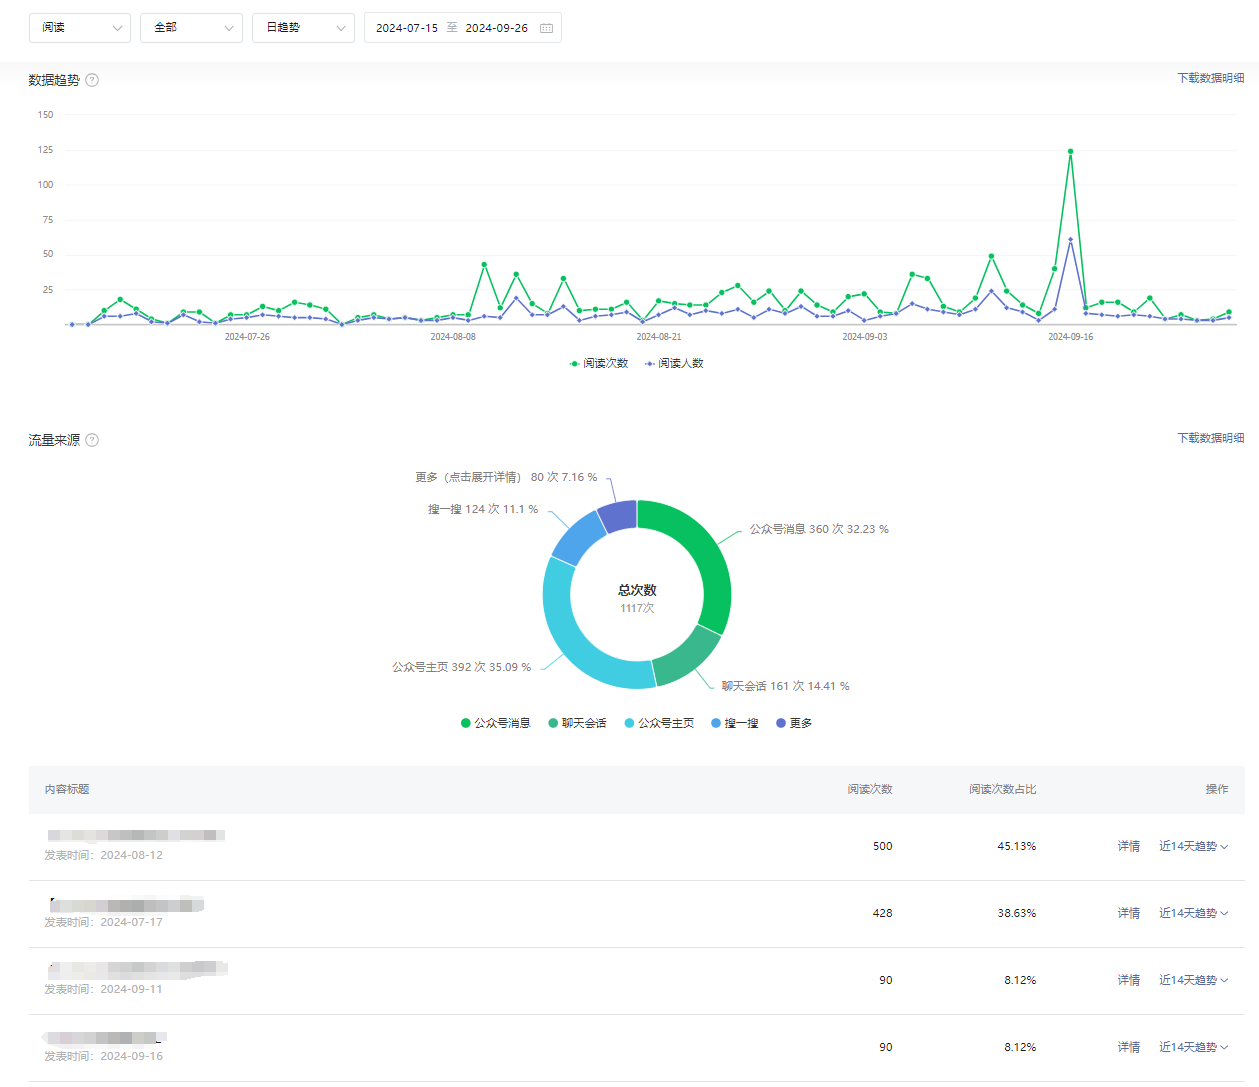 阅读 全部 日趋势 2024-07-15 至 2024-09-26
数据趋势 ? 下载数据明细
150
125
100
75
50
25
2024-07-26 2024-08-08 2024-08-21 2024-09-03 2024-09-16
阅读次数 阅读人数
流量来源 ? 下载数据明细
更多（点击展开详情） 80 次 7.16 %
搜一搜 124 次 11.1 %
公众号消息 360 次 32.23 %
总次数
1117次
公众号主页 392 次 35.09 %
聊天会话 161 次 14.41 %
公众号消息 聊天会话 公众号主页 搜一搜 更多
内容标题 阅读次数 阅读次数占比 操作
500 45.13% 详情 近14天趋势
发表时间：2024-08-12
428 38.63% 详情 近14天趋势
发表时间：2024-07-17
90 8.12% 详情 近14天趋势
发表时间：2024-09-11
90 8.12% 详情 近14天趋势
发表时间：2024-09-16